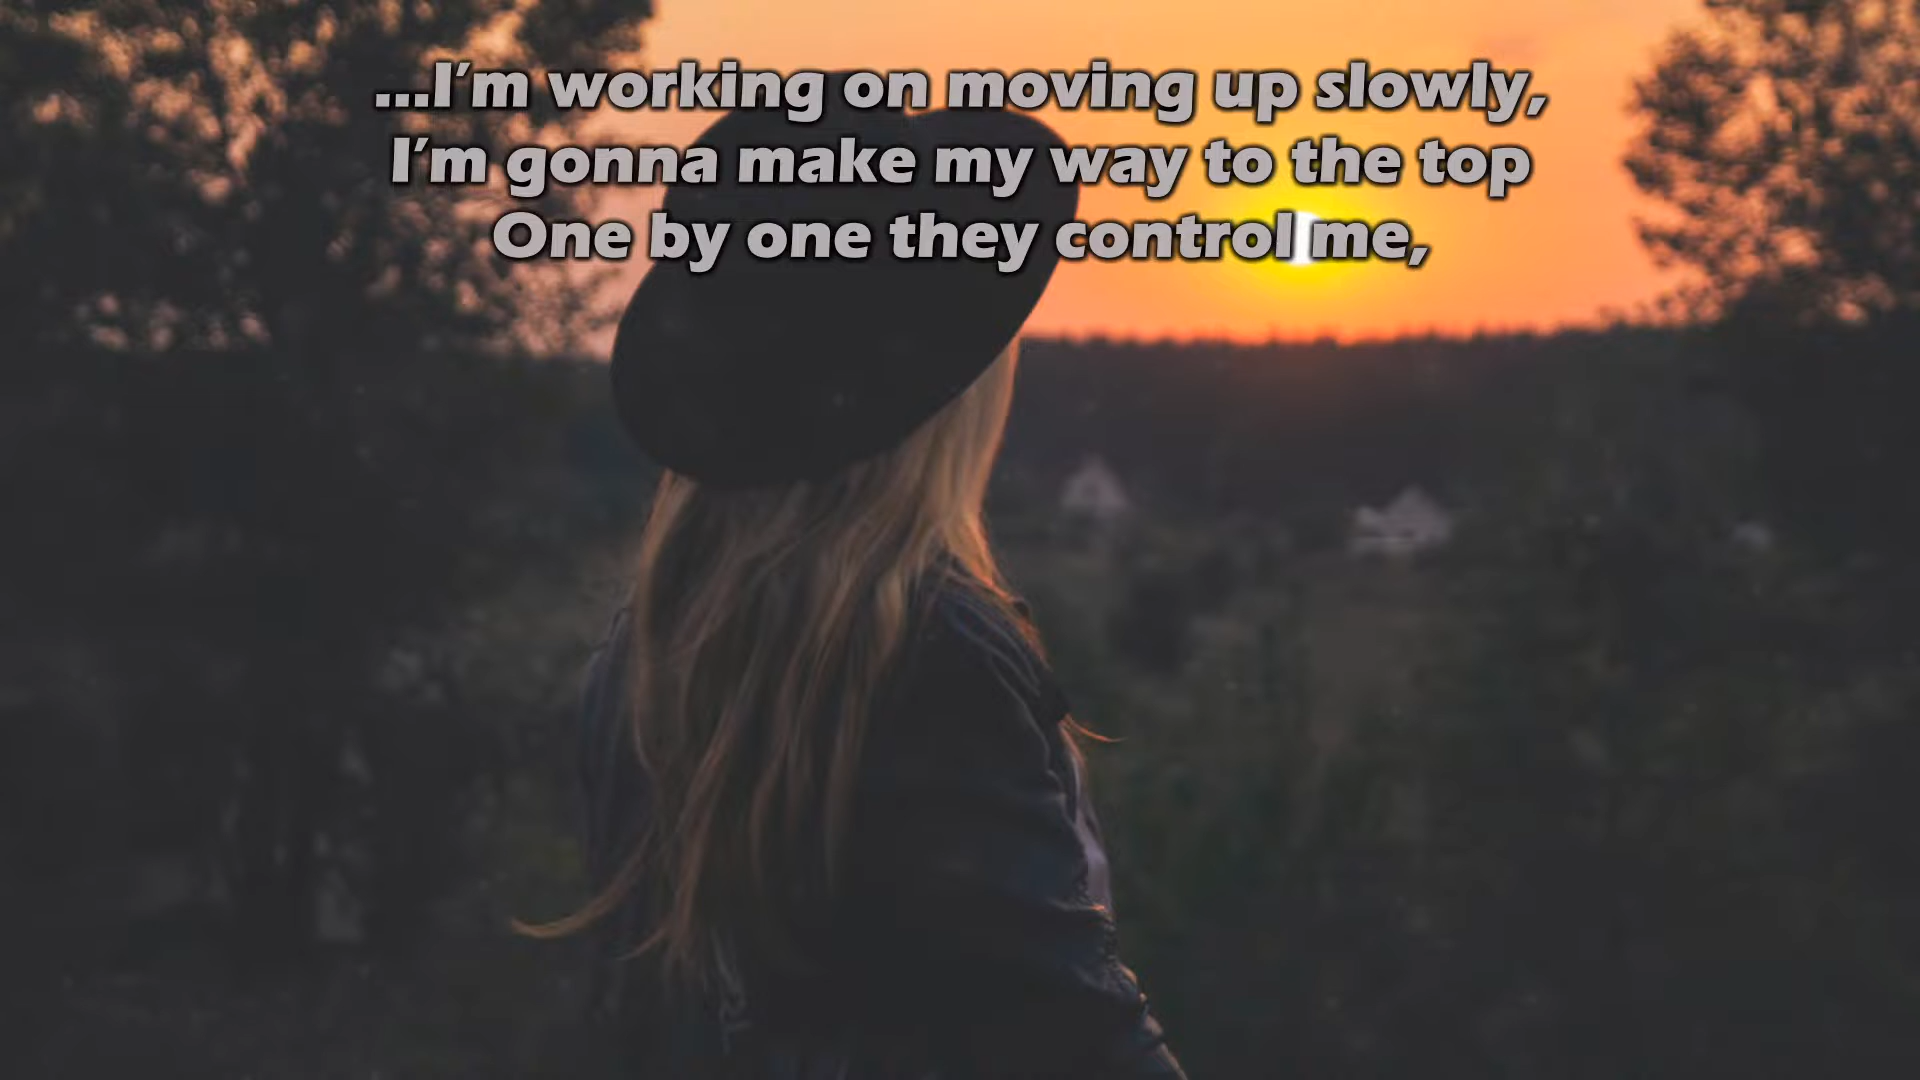 ...I'm working on moving up slowly,
I'm gonna make my way to the top
One by one they control me,